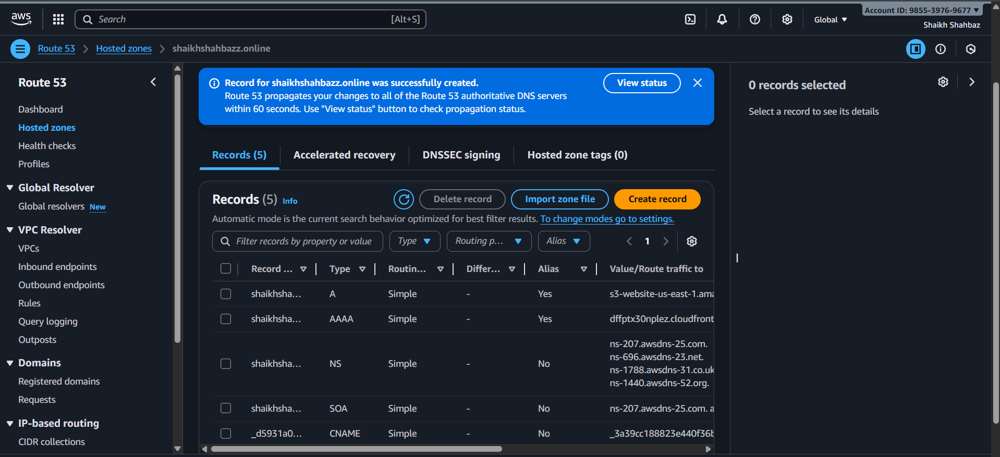 aws
Search
[Alt+S]
Global
Account ID: 9855-3976-9677
Shaikh Shahbaz
Route 53
Hosted zones
shaikhshahbazz.online
Route 53
Dashboard
Hosted zones
Health checks
Profiles
Global Resolver
Global resolvers New
VPC Resolver
VPCs
Inbound endpoints
Outbound endpoints
Rules
Query logging
Outposts
Domains
Registered domains
Requests
IP-based routing
CIDR collections
Record for shaikhshahbazz.online was successfully created.
Route 53 propagates your changes to all of the Route 53 authoritative DNS servers
within 60 seconds. Use "View status" button to check propagation status.
View status
Records (5)
Accelerated recovery
DNSSEC signing
Hosted zone tags (0)
Records (5) Info
Delete record
Import zone file
Create record
Automatic mode is the current search behavior optimized for best filter results. To change modes go to settings.
Filter records by property or value
Type
Routing p...
Alias
1
Record ... Type Routin... Differ... Alias Value/Route traffic to
shaikhsha... A Simple - Yes s3-website-us-east-1.ama
shaikhsha... AAAA Simple - Yes dffptx30nplez.cloudfront
shaikhsha... NS Simple - No ns-207.awsdns-25.com.
ns-696.awsdns-23.net.
ns-1788.awsdns-31.co.uk
ns-1440.awsdns-52.org.
shaikhsha... SOA Simple - No ns-207.awsdns-25.com. a
_d5931a0... CNAME Simple - No _3a39cc188823e440f36b
0 records selected
Select a record to see its details